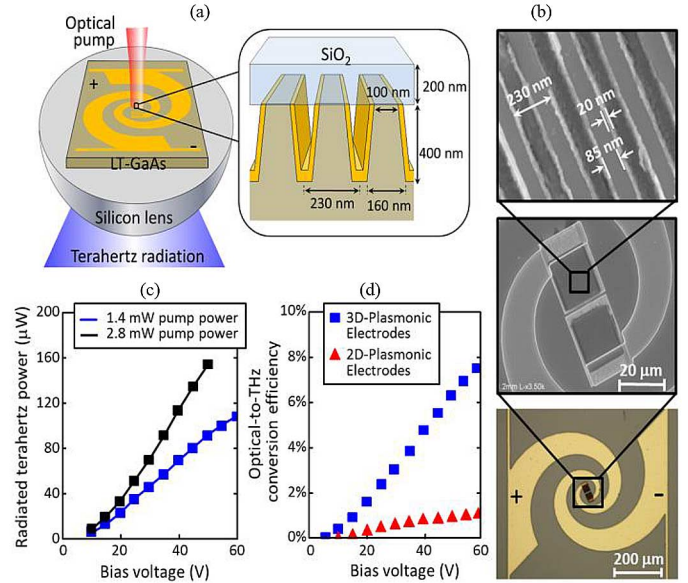 (a)
Optical
pump
+
-
LT-GaAs
Silicon lens
Terahertz radiation
SiO2
200 nm
100 nm
400 nm
230 nm
160 nm
(b)
230 nm
20 nm
85 nm
2mm L-x3.50k
20 µm
+
-
200 µm
(c)
Radiated terahertz power (µW)
200
160
120
80
40
0
1.4 mW pump power
2.8 mW pump power
0
20
40
60
Bias voltage (V)
(d)
Optical-to-THz
conversion efficiency
10%
8%
6%
4%
2%
0%
3D-Plasmonic
Electrodes
2D-Plasmonic
Electrodes
0
20
40
60
Bias voltage (V)